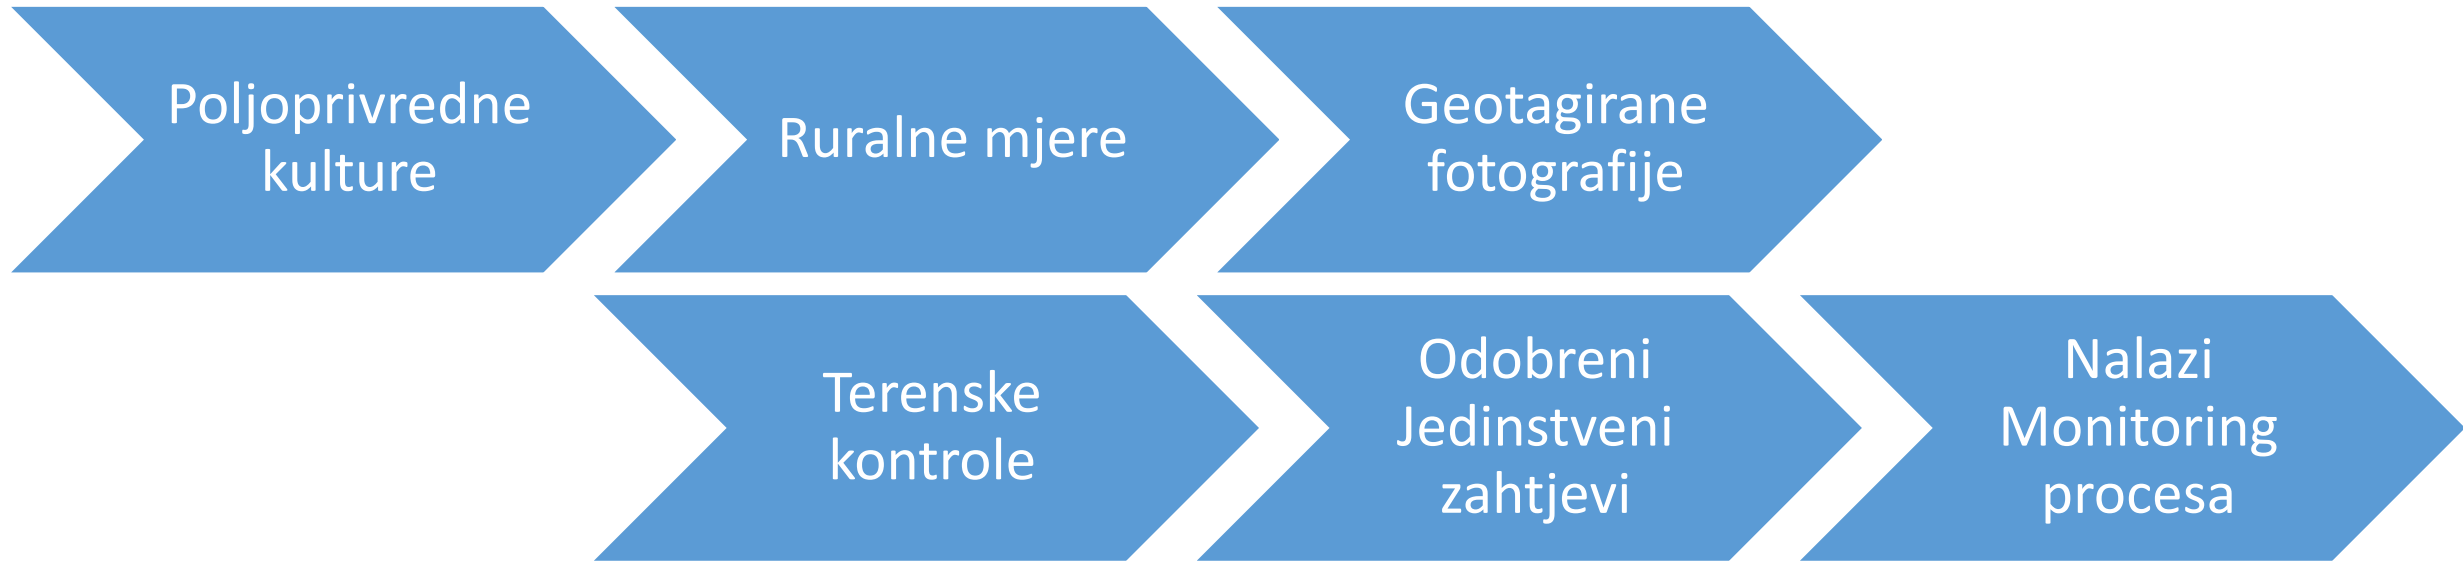 Poljoprivredne
kulture
Ruralne mjere
Geotagirane
fotografije
Terenske
kontrole
Odobreni
Jedinstveni
zahtjevi
Nalazi
Monitoring
procesa